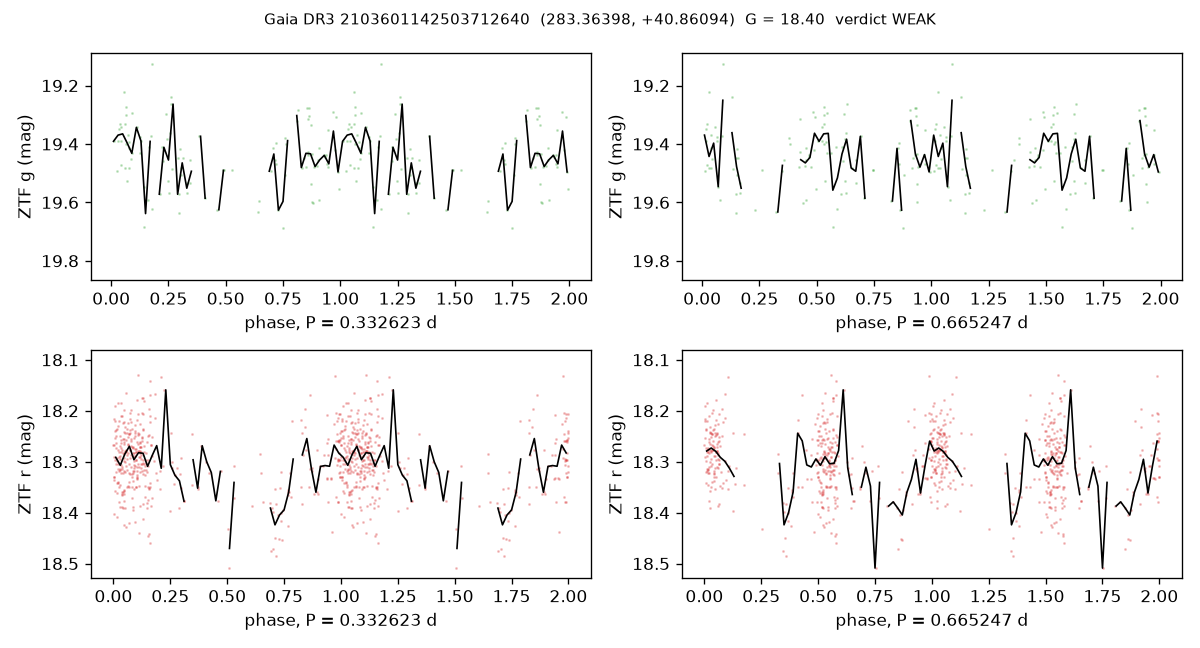 Gaia DR3 2103601142503712640  (283.36398, +40.86094)  G = 18.40  verdict WEAK
ZTF g (mag)
19.2
19.4
19.6
19.8
0.00 0.25 0.50 0.75 1.00 1.25 1.50 1.75 2.00
phase, P = 0.332623 d
ZTF g (mag)
19.2
19.4
19.6
19.8
0.00 0.25 0.50 0.75 1.00 1.25 1.50 1.75 2.00
phase, P = 0.665247 d
ZTF r (mag)
18.1
18.2
18.3
18.4
18.5
0.00 0.25 0.50 0.75 1.00 1.25 1.50 1.75 2.00
phase, P = 0.332623 d
ZTF r (mag)
18.1
18.2
18.3
18.4
18.5
0.00 0.25 0.50 0.75 1.00 1.25 1.50 1.75 2.00
phase, P = 0.665247 d